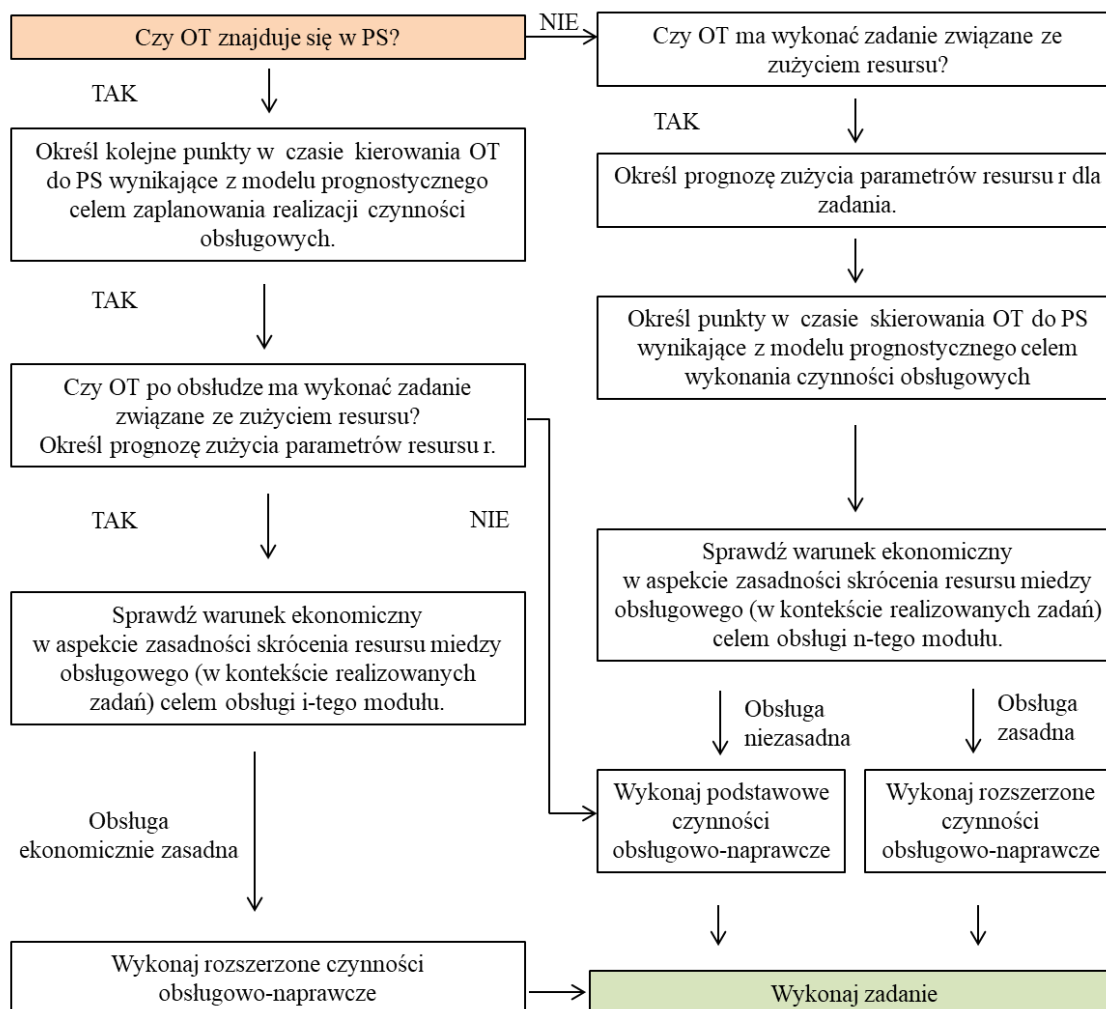 Czy OT znajduje się w PS?
NIE
Czy OT ma wykonać zadanie związane ze
zużyciem resursu?
TAK
TAK
Określ kolejne punkty w czasie kierowania OT
do PS wynikające z modelu prognostycznego
celem zaplanowania realizacji czynności
obsługowych.
Określ prognozę zużycia parametrów resursu r dla
zadania.
TAK
Określ punkty w czasie skierowania OT do PS
wynikające z modelu prognostycznego celem
wykonania czynności obsługowych
Czy OT po obsłudze ma wykonać zadanie
związane ze zużyciem resursu?
Określ prognozę zużycia parametrów resursu r.
TAK
NIE
Sprawdź warunek ekonomiczny
w aspekcie zasadności skrócenia resursu miedzy
obsługowego (w kontekście realizowanych zadań)
celem obsługi n-tego modułu.
Sprawdź warunek ekonomiczny
w aspekcie zasadności skrócenia resursu miedzy
obsługowego (w kontekście realizowanych
zadań) celem obsługi i-tego modułu.
Obsługa
niezasadna
Obsługa
zasadna
Wykonaj podstawowe
czynności
obsługowo-naprawcze
Wykonaj rozszerzone
czynności
obsługowo-naprawcze
Obsługa
ekonomicznie zasadna
Wykonaj rozszerzone czynności
obsługowo-naprawcze
Wykonaj zadanie